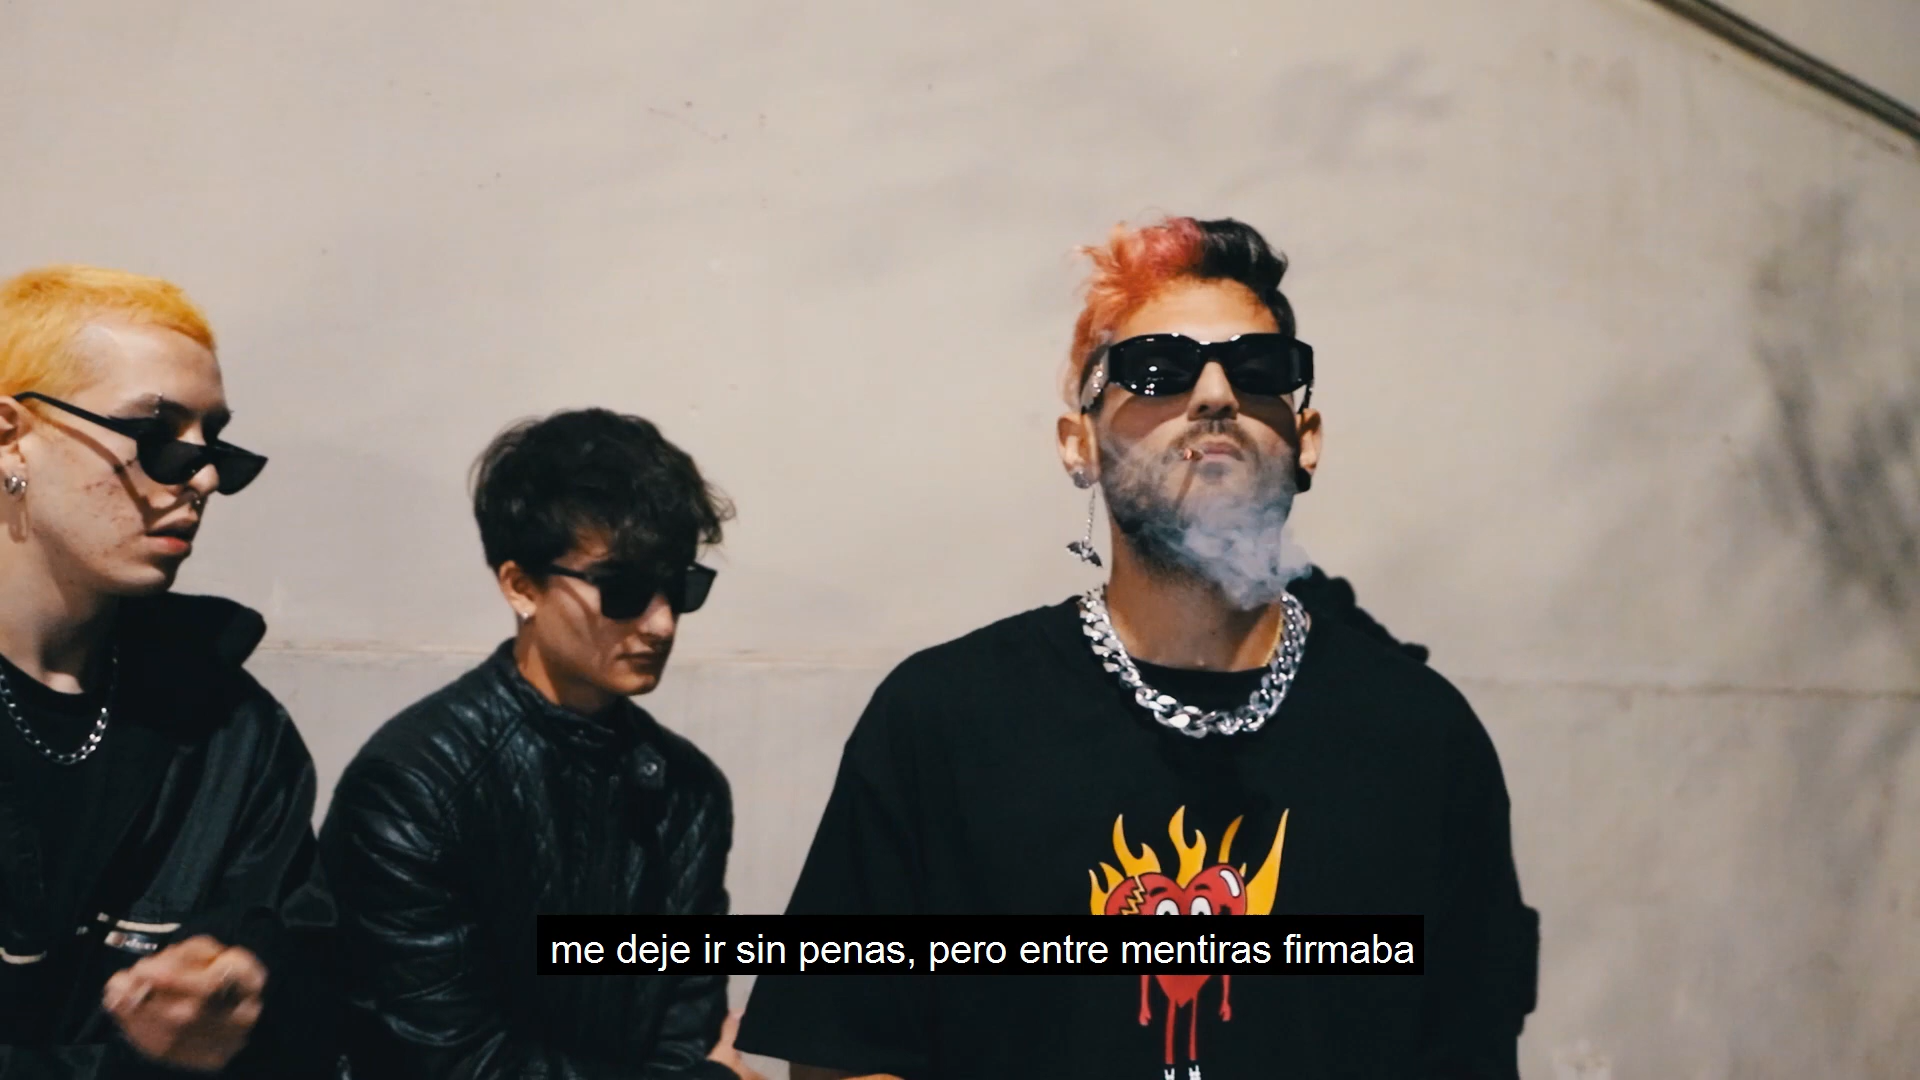 me deje ir sin penas, pero entre mentiras firmaba